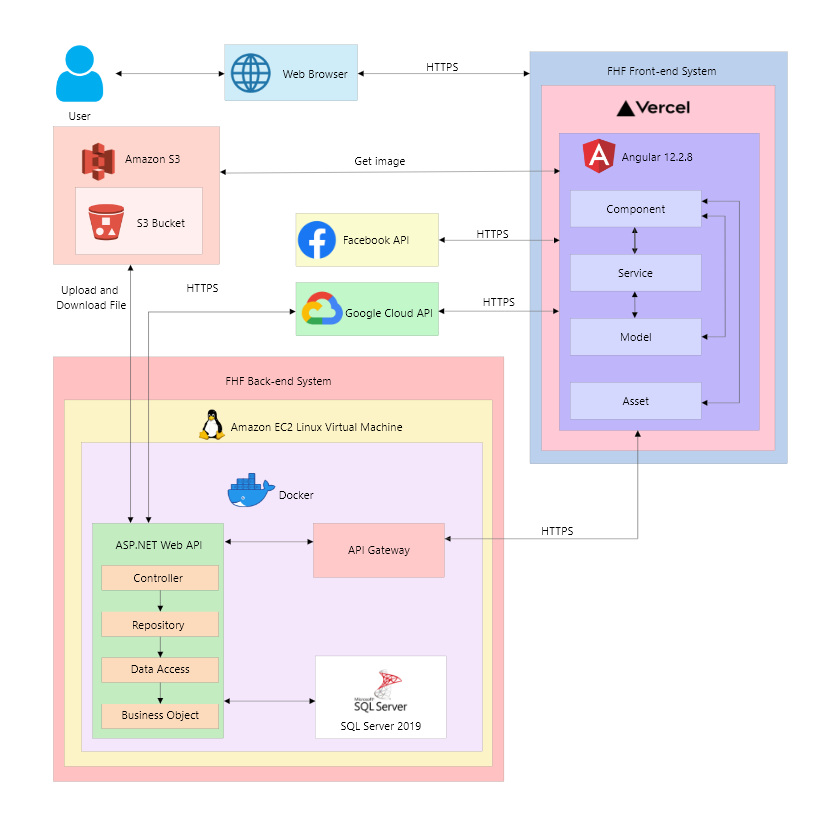 User
Web Browser
HTTPS
FHF Front-end System
Vercel
Angular 12.2.8
Component
Service
Model
Asset
Amazon S3
S3 Bucket
Get image
Facebook API
HTTPS
Google Cloud API
HTTPS
Upload and
Download File
HTTPS
FHF Back-end System
Amazon EC2 Linux Virtual Machine
Docker
ASP.NET Web API
Controller
Repository
Data Access
Business Object
API Gateway
HTTPS
Microsoft
SQL Server
SQL Server 2019